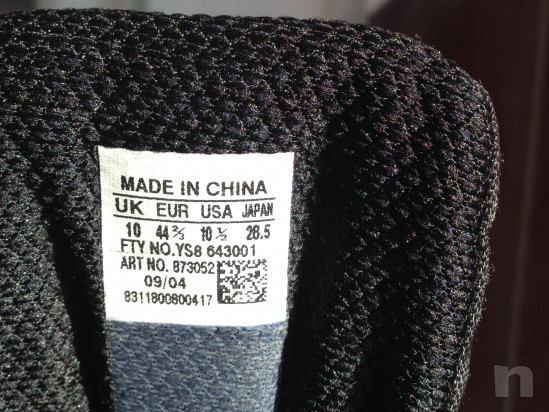 MADE IN CHINA
UK EUR USA JAPAN
10 44⅔ 10½ 28.5
FTY NO.YS8 643001
ART NO. 873052
09/04
8311800800417
n